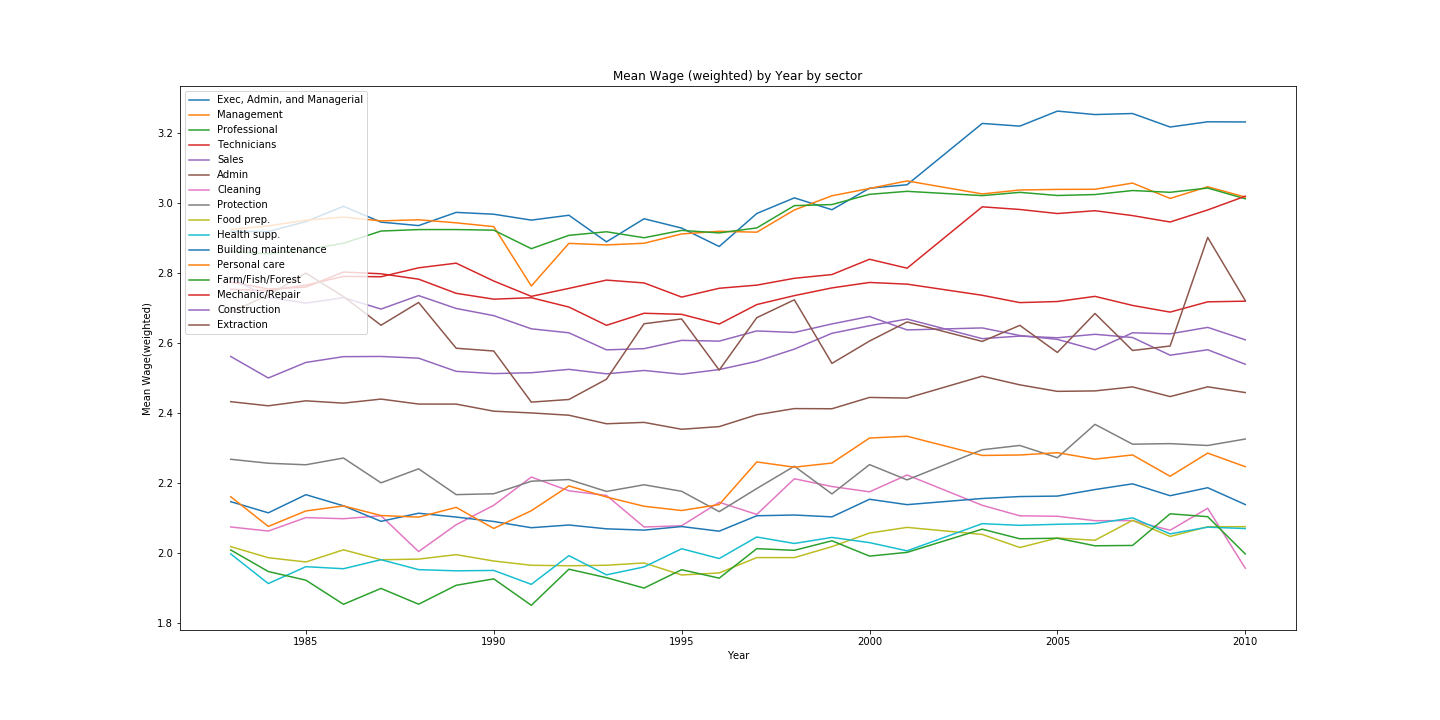 Mean Wage (weighted) by Year by sector
Exec, Admin, and Managerial
Management
Professional
Technicians
Sales
Admin
Cleaning
Protection
Food prep.
Health supp.
Building maintenance
Personal care
Farm/Fish/Forest
Mechanic/Repair
Construction
Extraction
Mean Wage(weighted)
3.2
3.0
2.8
2.6
2.4
2.2
2.0
1.8
1985 1990 1995 2000 2005 2010
Year